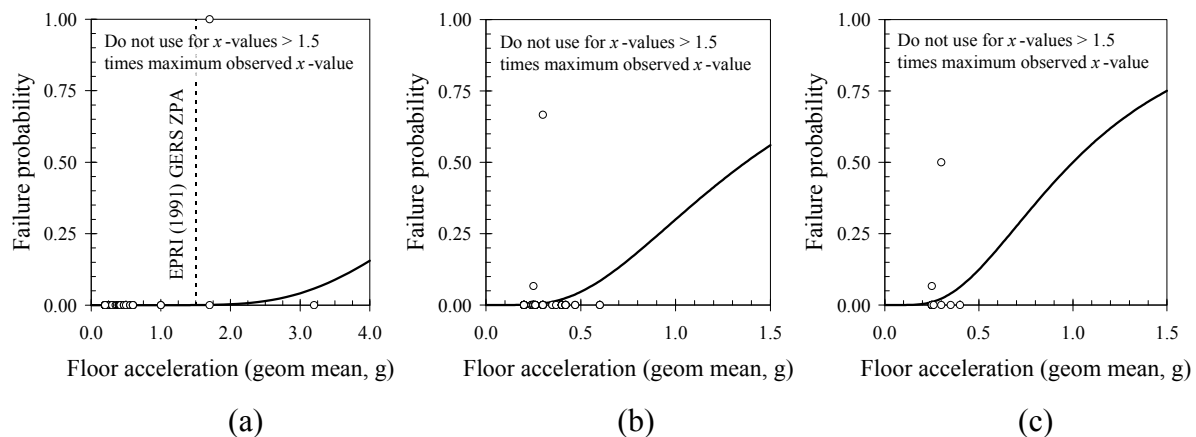 Do not use for x-values > 1.5
times maximum observed x-value
Failure probability
1.00
0.75
0.50
0.25
0.00
EPRI (1991) GERS ZPA
0.0 1.0 2.0 3.0 4.0
Floor acceleration (geom mean, g)
(a)
Do not use for x-values > 1.5
times maximum observed x-value
Failure probability
1.00
0.75
0.50
0.25
0.00
0.0 0.5 1.0 1.5
Floor acceleration (geom mean, g)
(b)
Do not use for x-values > 1.5
times maximum observed x-value
Failure probability
1.00
0.75
0.50
0.25
0.00
0.0 0.5 1.0 1.5
Floor acceleration (geom mean, g)
(c)